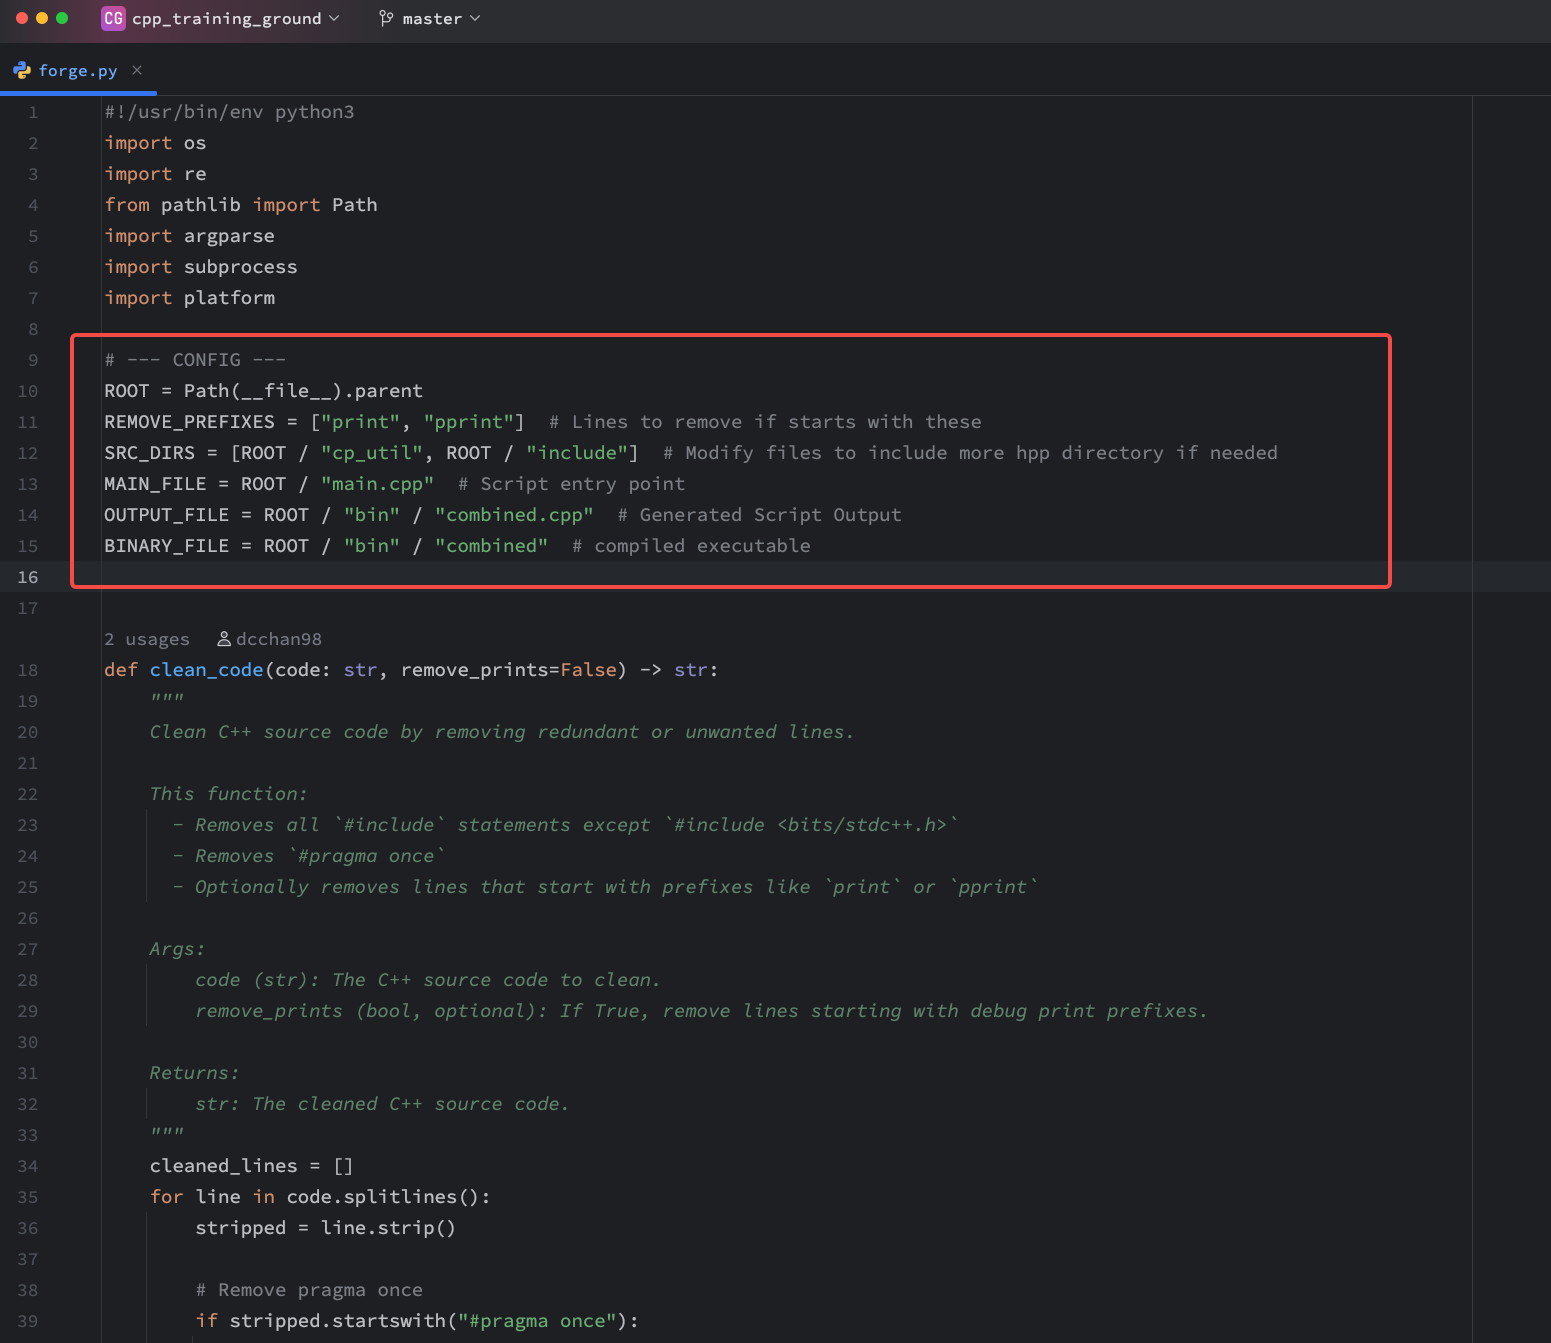 CG cpp_training_ground master
forge.py
1 #!/usr/bin/env python3
2 import os
3 import re
4 from pathlib import Path
5 import argparse
6 import subprocess
7 import platform
8
9 # --- CONFIG ---
10 ROOT = Path(__file__).parent
11 REMOVE_PREFIXES = ["print", "pprint"]  # Lines to remove if starts with these
12 SRC_DIRS = [ROOT / "cp_util", ROOT / "include"]  # Modify files to include more hpp directory if needed
13 MAIN_FILE = ROOT / "main.cpp"  # Script entry point
14 OUTPUT_FILE = ROOT / "bin" / "combined.cpp"  # Generated Script Output
15 BINARY_FILE = ROOT / "bin" / "combined"  # compiled executable
16
17
2 usages dcchan98
18 def clean_code(code: str, remove_prints=False) -> str:
19     """
20     Clean C++ source code by removing redundant or unwanted lines.
21
22     This function:
23       - Removes all `#include` statements except `#include <bits/stdc++.h>`
24       - Removes `#pragma once`
25       - Optionally removes lines that start with prefixes like `print` or `pprint`
26
27     Args:
28         code (str): The C++ source code to clean.
29         remove_prints (bool, optional): If True, remove lines starting with debug print prefixes.
30
31     Returns:
32         str: The cleaned C++ source code.
33     """
34     cleaned_lines = []
35     for line in code.splitlines():
36         stripped = line.strip()
37
38         # Remove pragma once
39         if stripped.startswith("#pragma once"):